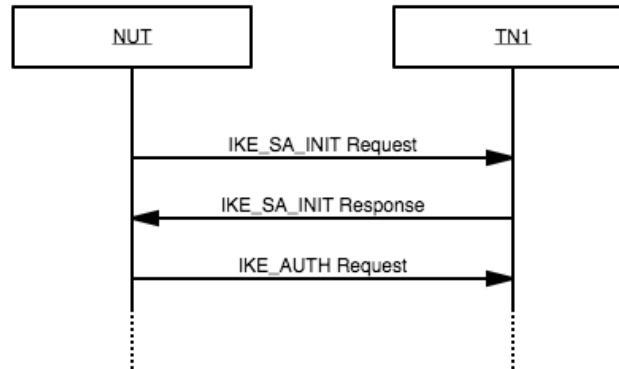 NUT
TN1
IKE_SA_INIT Request
IKE_SA_INIT Response
IKE_AUTH Request